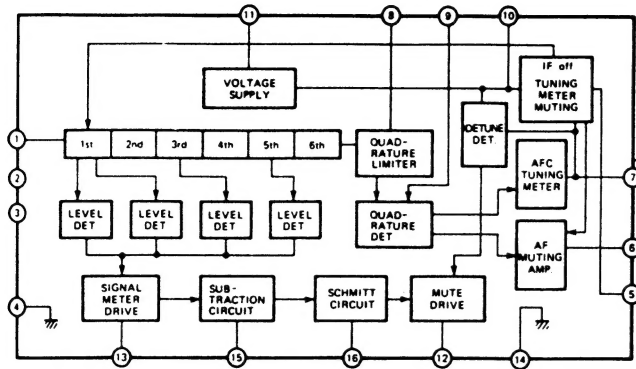 11
8
9
10
VOLTAGE
SUPPLY
IF off
TUNING
METER
MUTING
DETUNE
DET.
1
1st
2nd
3rd
4th
5th
6th
QUAD-
RATURE
LIMITER
AFC
TUNING
METER
7
2
3
LEVEL
DET
LEVEL
DET
LEVEL
DET
LEVEL
DET
QUAD-
RATURE
DET
AF
MUTING
AMP.
6
5
4
SIGNAL
METER
DRIVE
SUB-
TRACTION
CIRCUIT
SCHMITT
CIRCUIT
MUTE
DRIVE
13
15
16
12
14